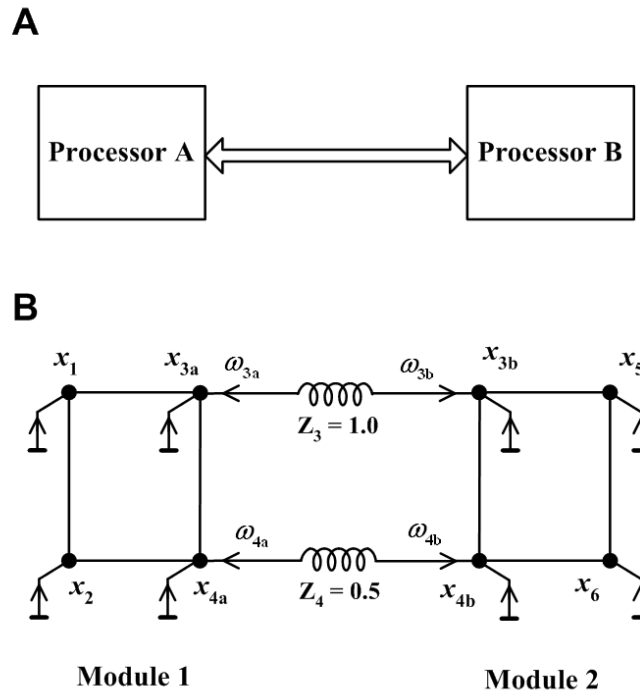 A
Processor A
Processor B
B
x₁
x₃ₐ
ω₃ₐ
ω₃b
x₃b
x₅
Z₃ = 1.0
ω₄ₐ
ω₄b
x₂
x₄ₐ
Z₄ = 0.5
x₄b
x₆
Module 1
Module 2